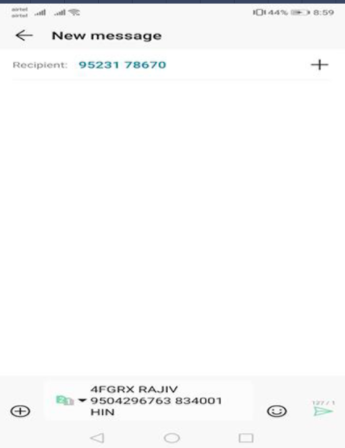 airtel
airtel
44% 8:59
New message
Recipient: 95231 78670
127 / 1
4FGRX RAJIV
9504296763 834001
HIN